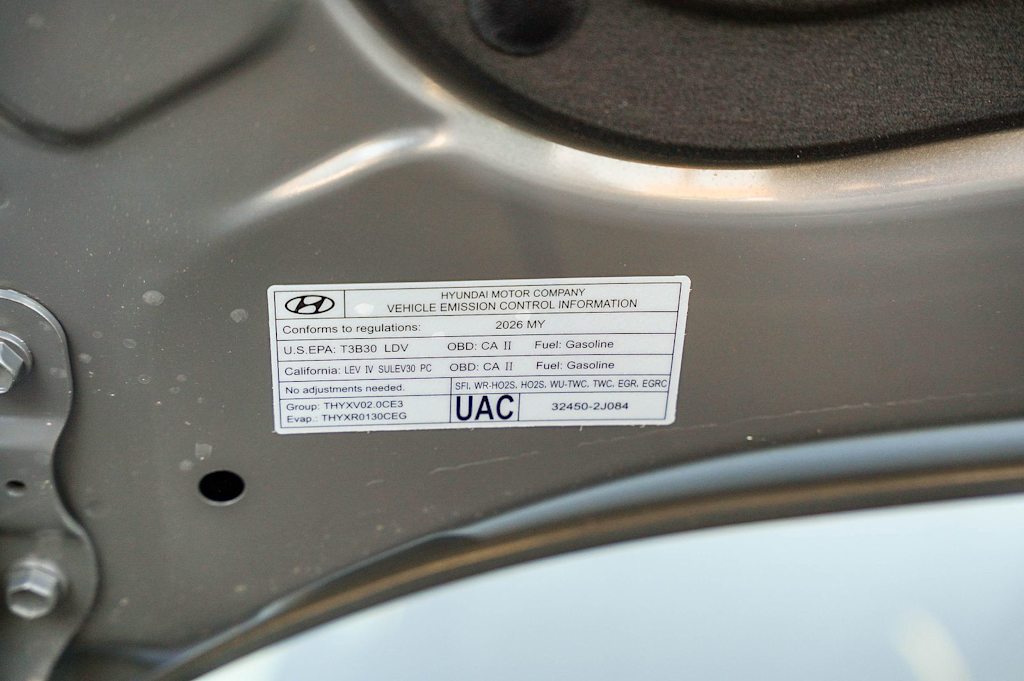 HYUNDAI MOTOR COMPANY
VEHICLE EMISSION CONTROL INFORMATION
Conforms to regulations: 2026 MY
U.S.EPA: T3B30 LDV OBD: CA II Fuel: Gasoline
California: LEV IV SULEV30 PC OBD: CA II Fuel: Gasoline
No adjustments needed. SFI, WR-HO2S, HO2S, WU-TWC, TWC, EGR, EGRC
Group: THYXV02.0CE3
Evap.: THYXR0130CEG
UAC 32450-2J084